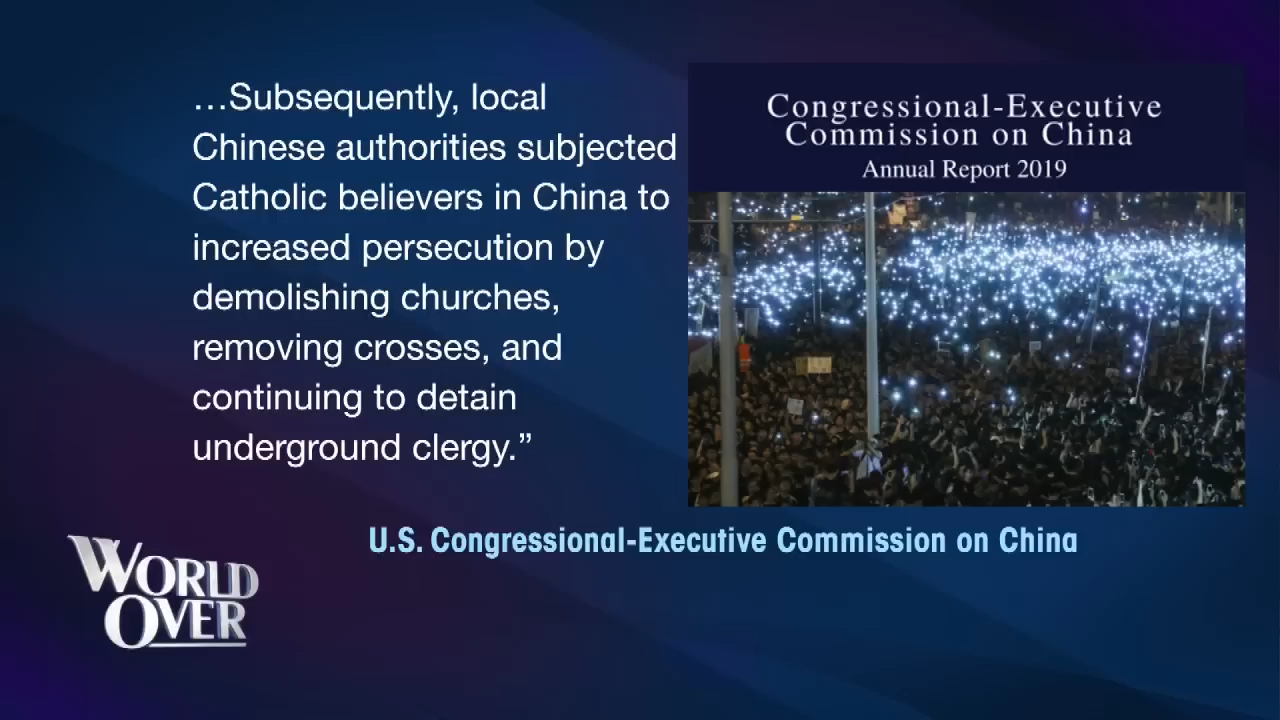 …Subsequently, local
Chinese authorities subjected
Catholic believers in China to
increased persecution by
demolishing churches,
removing crosses, and
continuing to detain
underground clergy.”
Congressional-Executive
Commission on China
Annual Report 2019
U.S. Congressional-Executive Commission on China
WORLD
OVER